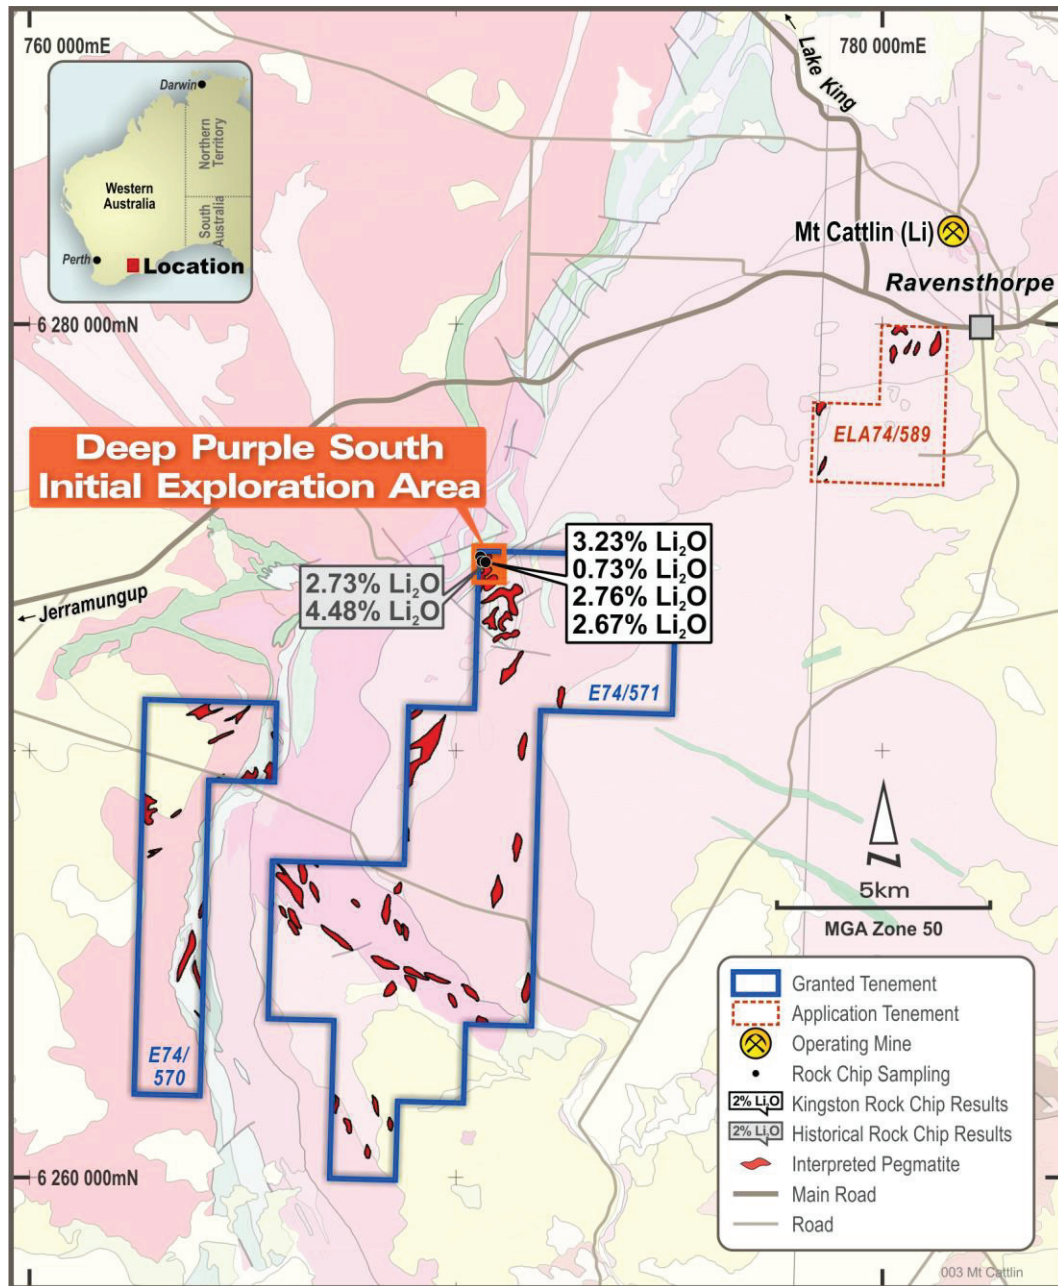 760 000mE
780 000mE
Lake King
Darwin
Northern
Territory
Western
Australia
South
Australia
Perth
Location
Mt Cattlin (Li)
Ravensthorpe
6 280 000mN
ELA74/589
Deep Purple South
Initial Exploration Area
3.23% Li₂O
0.73% Li₂O
2.76% Li₂O
2.67% Li₂O
2.73% Li₂O
4.48% Li₂O
Jerramungup
E74/571
N
5km
MGA Zone 50
E74/
570
Granted Tenement
Application Tenement
Operating Mine
Rock Chip Sampling
2% Li₂O Kingston Rock Chip Results
2% Li₂O Historical Rock Chip Results
Interpreted Pegmatite
Main Road
Road
6 260 000mN
003 Mt Cattlin